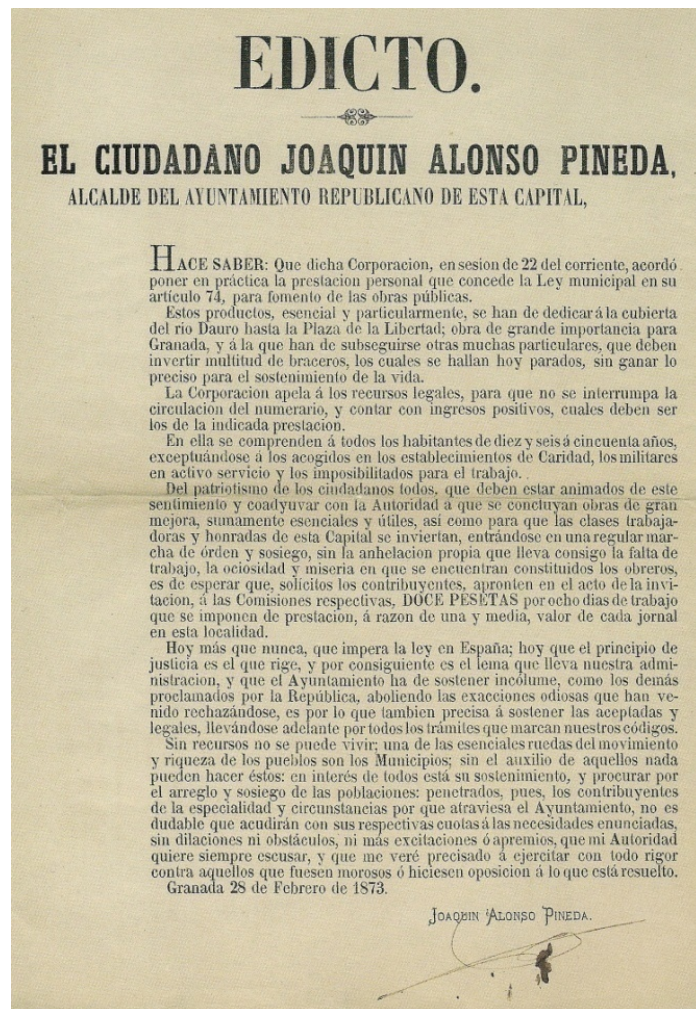 EDICTO.
EL CIUDADANO JOAQUIN ALONSO PINEDA,
ALCALDE DEL AYUNTAMIENTO REPUBLICANO DE ESTA CAPITAL,
HACE SABER: Que dicha Corporacion, en sesion de 22 del corriente, acordó
poner en práctica la prestacion personal que concede la Ley municipal en su
artículo 74, para fomento de las obras públicas.
Estos productos, esencial y particularmente, se han de dedicar á la cubierta
del rio Dauro hasta la Plaza de la Libertad; obra de grande importancia para
Granada, y á la que han de subseguirse otras muchas particulares, que deben
invertir multitud de braceros, los cuales se hallan hoy parados, sin ganar lo
preciso para el sostenimiento de la vida.
La Corporacion apela á los recursos legales, para que no se interrumpa la
circulacion del numerario, y contar con ingresos positivos, cuales deben ser
los de la indicada prestacion.
En ella se comprenden á todos los habitantes de diez y seis á cincuenta años,
exceptuándose á los acogidos en los establecimientos de Caridad, los militares
en activo servicio y los imposibilitados para el trabajo.
Del patriotismo de los ciudadanos todos, que deben estar animados de este
sentimiento y coadyuvar con la Autoridad á que se concluyan obras de gran
mejora, sumamente esenciales y útiles, así como para que las clases trabaja-
doras y honradas de esta Capital se inviertan, entrándose en una regular mar-
cha de órden y sosiego, sin la anhelacion propia que lleva consigo la falta de
trabajo, la ociosidad y miseria en que se encuentran constituidos los obreros,
es de esperar que, solícitos los contribuyentes, apronten en el acto de la invi-
tacion, á las Comisiones respectivas, DOCE PESETAS por ocho dias de trabajo
que se imponen de prestacion, á razon de una y media, valor de cada jornal
en esta localidad.
Hoy más que nunca, que impera la ley en España; hoy que el principio de
justicia es el que rige, y por consiguiente es el lema que lleva nuestra admi-
nistracion, y que el Ayuntamiento ha de sostener incólume, como los demás
proclamados por la República, aboliendo las exacciones odiosas que han ve-
nido rechazándose, es por lo que tambien precisa á sostener las aceptadas y
legales, llevándose adelante por todos los trámites que marcan nuestros códigos.
Sin recursos no se puede vivir; una de las esenciales ruedas del movimiento
y riqueza de los pueblos son los Municipios; sin el auxilio de aquellos nada
pueden hacer éstos: en interés de todos está su sostenimiento, y procurar por
el arreglo y sosiego de las poblaciones: penetrados, pues, los contribuyentes
de la especialidad y circunstancias por que atraviesa el Ayuntamiento, no es
dudable que acudirán con sus respectivas cuotas á las necesidades enunciadas,
sin dilaciones ni obstáculos, ni más excitaciones ó apremios, que mi Autoridad
quiere siempre escusar, y que me veré precisado á ejercitar con todo rigor
contra aquellos que fuesen morosos ó hiciesen oposicion á lo que está resuelto.
Granada 28 de Febrero de 1873.
JOAQUIN ALONSO PINEDA.